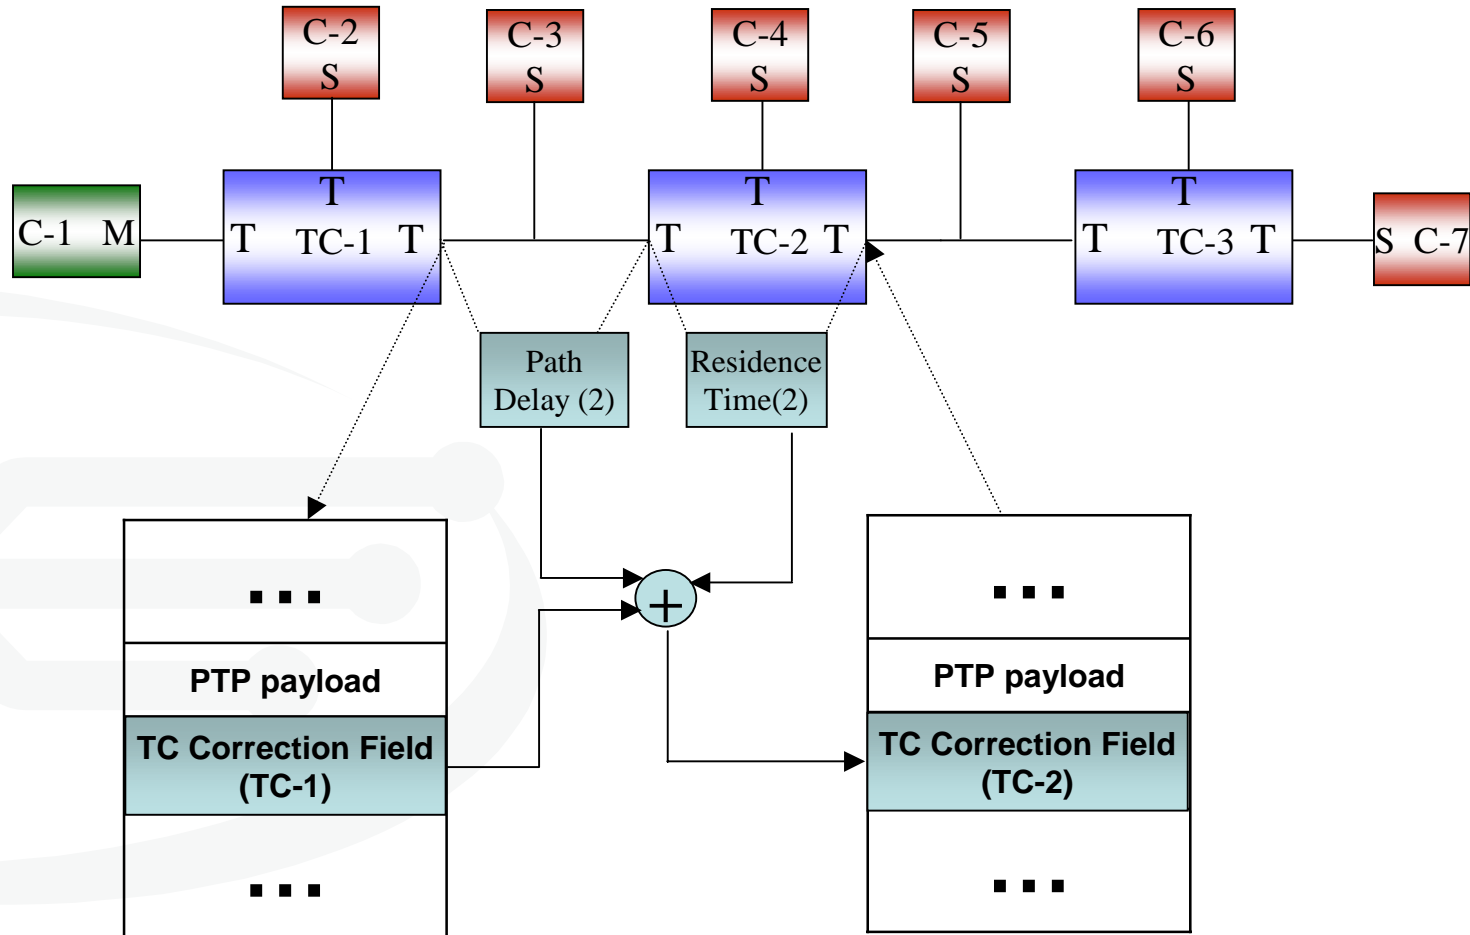 C-2
S
C-3
S
C-4
S
C-5
S
C-6
S
C-1 M
T
T TC-1 T
T
T TC-2 T
T
T TC-3 T
S C-7
Path
Delay (2)
Residence
Time(2)
...
PTP payload
TC Correction Field
(TC-1)
...
+
...
PTP payload
TC Correction Field
(TC-2)
...